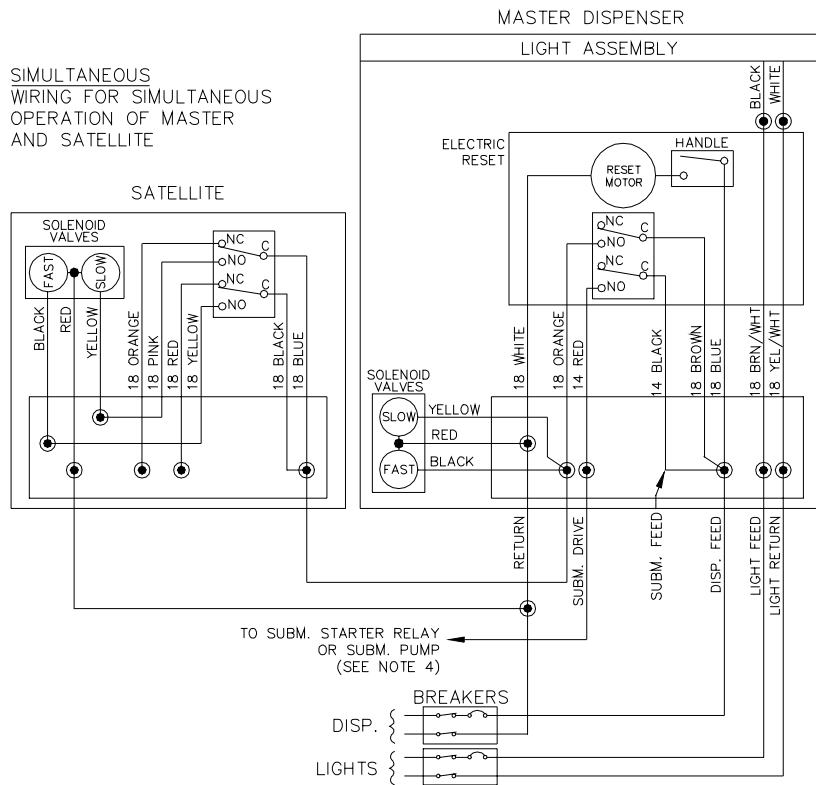 MASTER DISPENSER
LIGHT ASSEMBLY
SIMULTANEOUS
WIRING FOR SIMULTANEOUS
OPERATION OF MASTER
AND SATELLITE
BLACK
WHITE
ELECTRIC
RESET
RESET
MOTOR
HANDLE
NC
C
NO
NC
C
NO
SATELLITE
SOLENOID
VALVES
FAST
SLOW
NC
C
NO
NC
C
NO
BLACK
RED
YELLOW
18 ORANGE
18 PINK
18 RED
18 YELLOW
18 BLACK
18 BLUE
18 WHITE
18 ORANGE
14 RED
14 BLACK
18 BROWN
18 BLUE
18 BRN/WHT
18 YEL/WHT
SOLENOID
VALVES
SLOW
FAST
YELLOW
RED
BLACK
RETURN
SUBM. DRIVE
SUBM. FEED
DISP. FEED
LIGHT FEED
LIGHT RETURN
TO SUBM. STARTER RELAY
OR SUBM. PUMP
(SEE NOTE 4)
BREAKERS
DISP.
LIGHTS